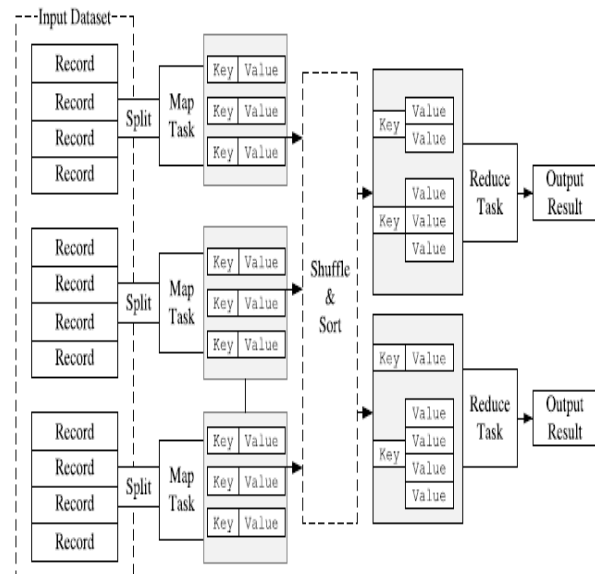 Input Dataset
Record
Record
Record
Record
Split
Map
Task
Key Value
Key Value
Key Value
Record
Record
Record
Record
Split
Map
Task
Key Value
Key Value
Key Value
Record
Record
Record
Record
Split
Map
Task
Key Value
Key Value
Key Value
Shuffle
&
Sort
Key
Value
Value
Key
Value
Value
Value
Reduce
Task
Output
Result
Key Value
Key
Value
Value
Value
Value
Reduce
Task
Output
Result